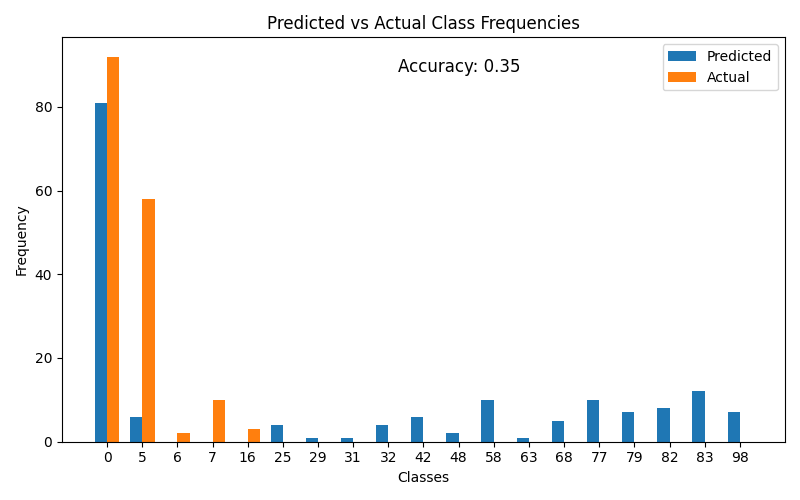 Predicted vs Actual Class Frequencies
Accuracy: 0.35
Predicted
Actual
Frequency
80
60
40
20
0
0 5 6 7 16 25 29 31 32 42 48 58 63 68 77 79 82 83 98
Classes